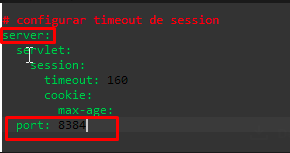 # configurar timeout de session
server:
  servlet:
    session:
      timeout: 160
      cookie:
        max-age:
  port: 8384